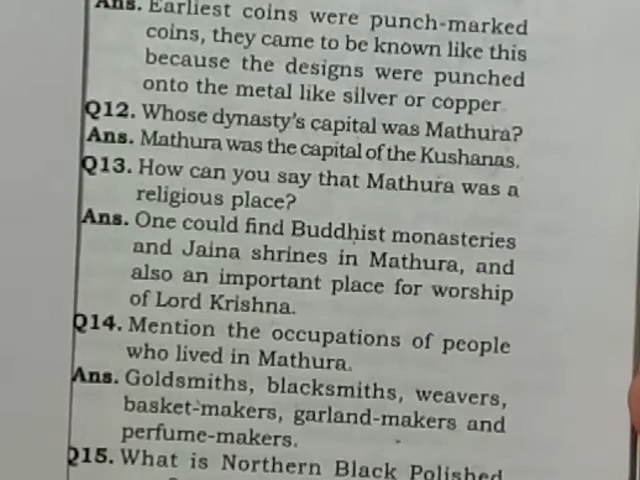 Ans. Earliest coins were punch-marked
coins, they came to be known like this
because the designs were punched
onto the metal like silver or copper
Q12. Whose dynasty's capital was Mathura?
Ans. Mathura was the capital of the Kushanas.
Q13. How can you say that Mathura was a
religious place?
Ans. One could find Buddhist monasteries
and Jaina shrines in Mathura, and
also an important place for worship
of Lord Krishna.
Q14. Mention the occupations of people
who lived in Mathura.
Ans. Goldsmiths, blacksmiths, weavers,
basket-makers, garland-makers and
perfume-makers.
Q15. What is Northern Black Polished